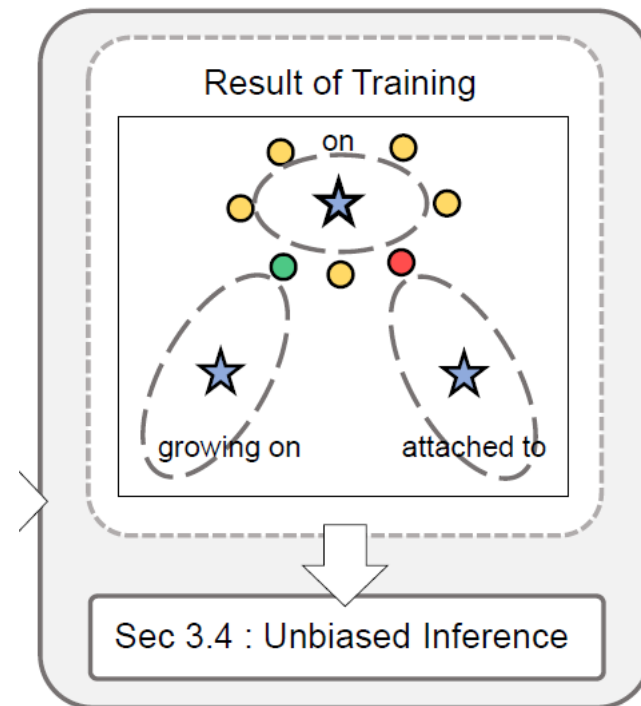 Result of Training
on
growing on
attached to
Sec 3.4 : Unbiased Inference